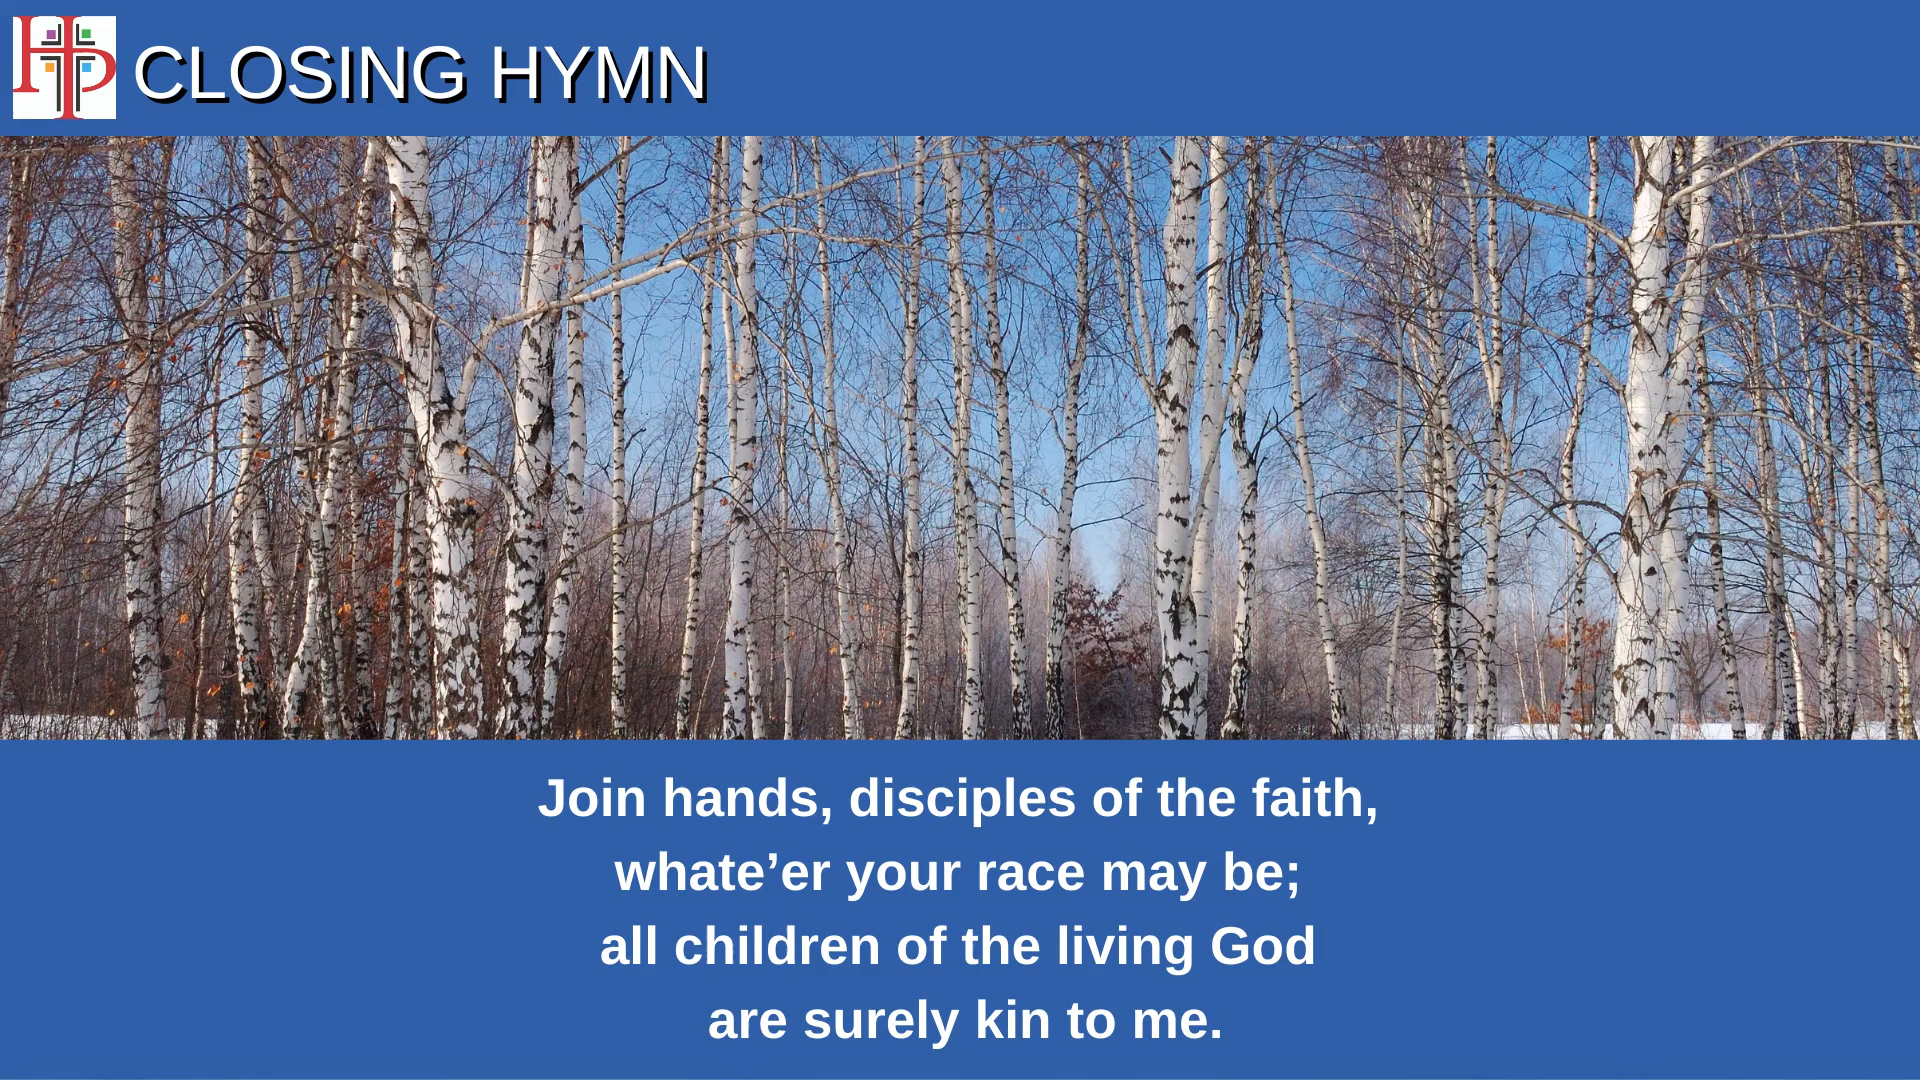 HP
CLOSING HYMN
Join hands, disciples of the faith,
whate’er your race may be;
all children of the living God
are surely kin to me.